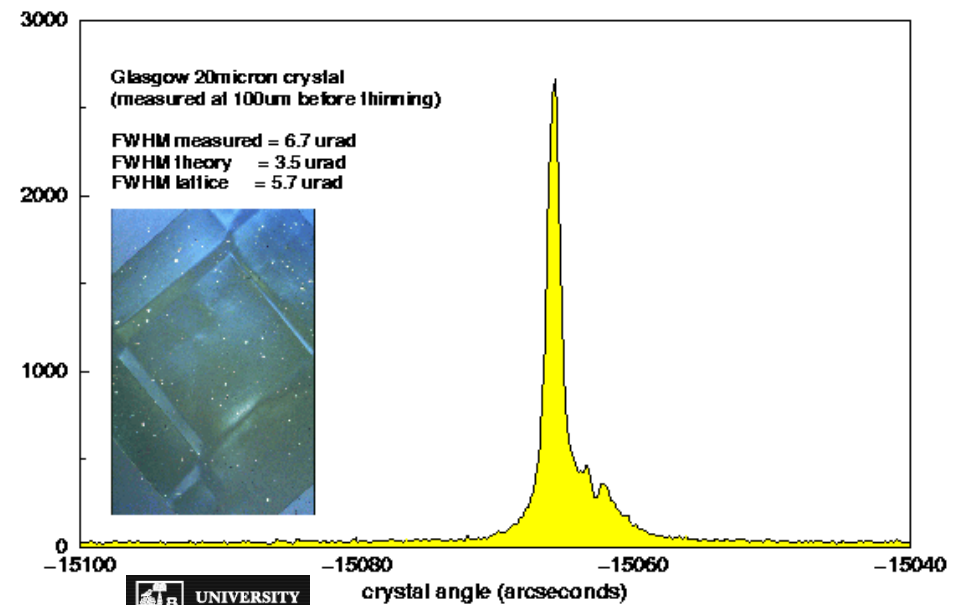 3000
Glasgow 20micron crystal
(measured at 100um before thinning)
FWHM measured = 6.7 urad
FWHM theory = 3.5 urad
FWHM lattice = 5.7 urad
2000
1000
0
−15100
−15080
−15060
−15040
crystal angle (arcseconds)
UNIVERSITY